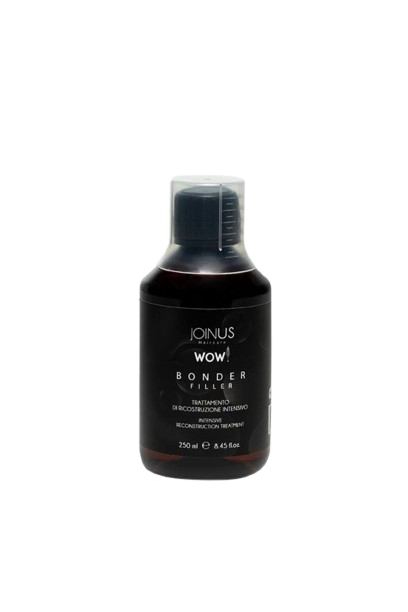 JOINUS
Haircare
WOW!
BONDER
FILLER
TRATTAMENTO
DI RICOSTRUZIONE INTENSIVO
INTENSIVE
RECONSTRUCTION TREATMENT
250 ml ℮ 8.45 fl.oz.